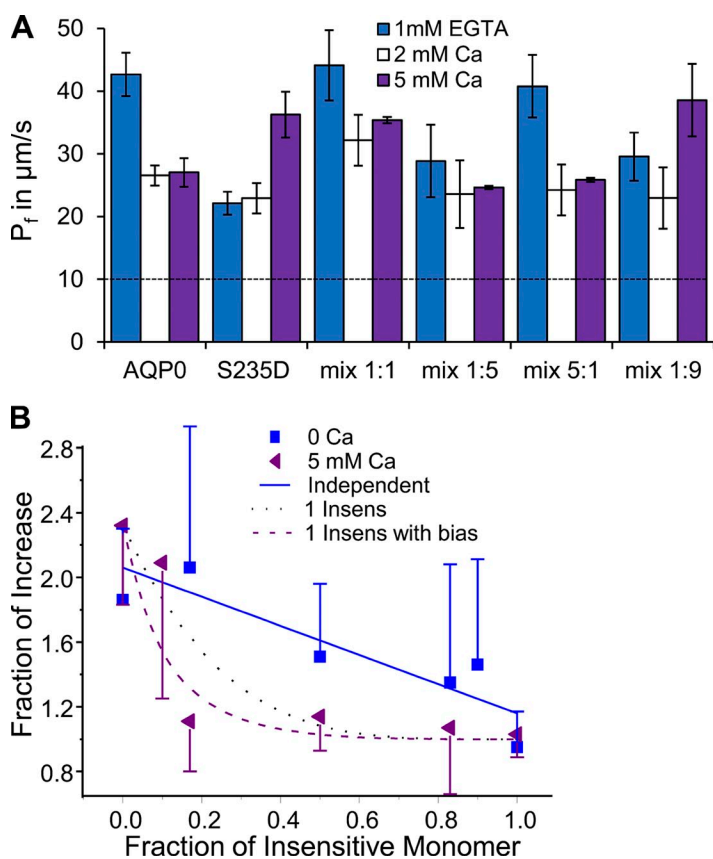 A
50
40
30
20
10
0
Pf in µm/s
1mM EGTA
2 mM Ca
5 mM Ca
AQP0 S235D mix 1:1 mix 1:5 mix 5:1 mix 1:9
B
2.8
2.4
2.0
1.6
1.2
0.8
Fraction of Increase
0 Ca
5 mM Ca
Independent
1 Insens
1 Insens with bias
0.0 0.2 0.4 0.6 0.8 1.0
Fraction of Insensitive Monomer